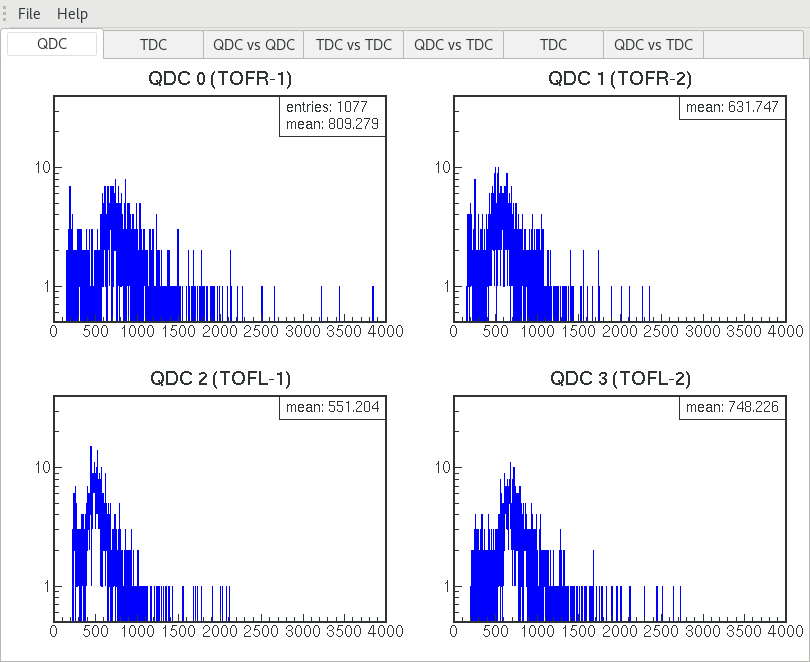 File Help
QDC TDC QDC vs QDC TDC vs TDC QDC vs TDC TDC QDC vs TDC
QDC 0 (TOFR-1)
entries: 1077
mean: 809.279
10
1
0 500 1000 1500 2000 2500 3000 3500 4000
QDC 1 (TOFR-2)
mean: 631.747
10
1
0 500 1000 1500 2000 2500 3000 3500 4000
QDC 2 (TOFL-1)
mean: 551.204
10
1
0 500 1000 1500 2000 2500 3000 3500 4000
QDC 3 (TOFL-2)
mean: 748.226
10
1
0 500 1000 1500 2000 2500 3000 3500 4000